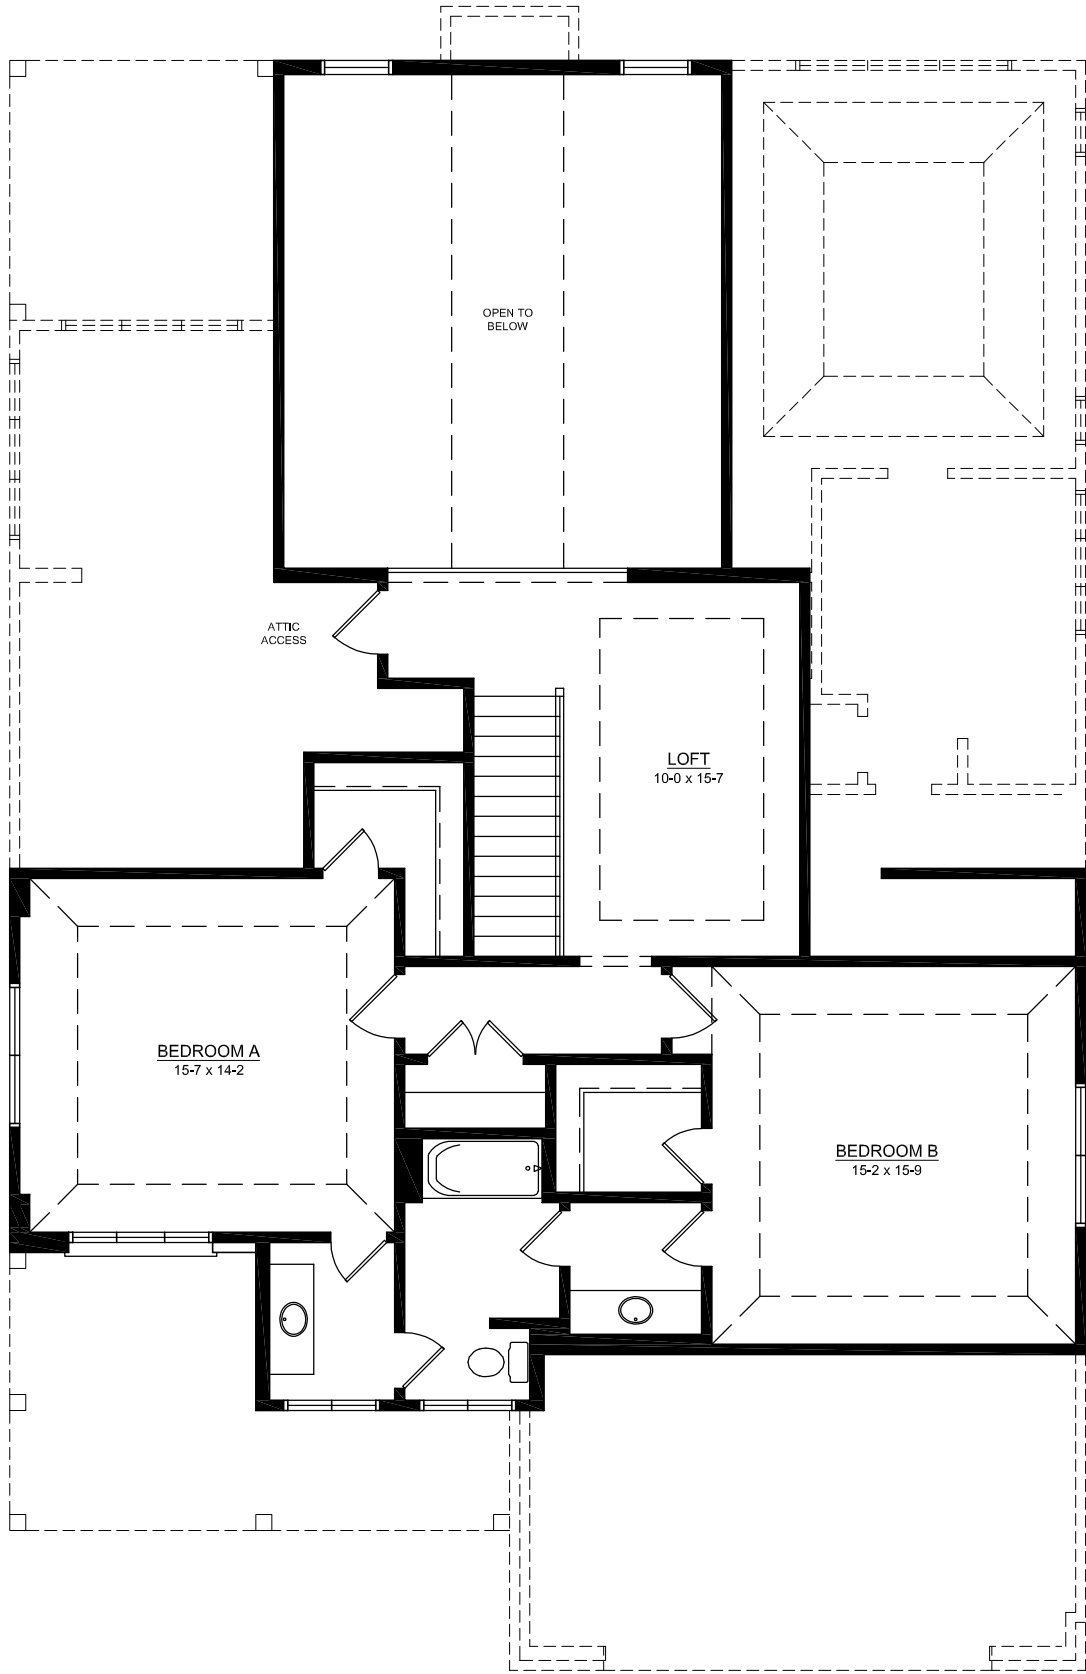 OPEN TO
BELOW
ATTIC
ACCESS
LOFT
10-0 x 15-7
BEDROOM A
15-7 x 14-2
BEDROOM B
15-2 x 15-9